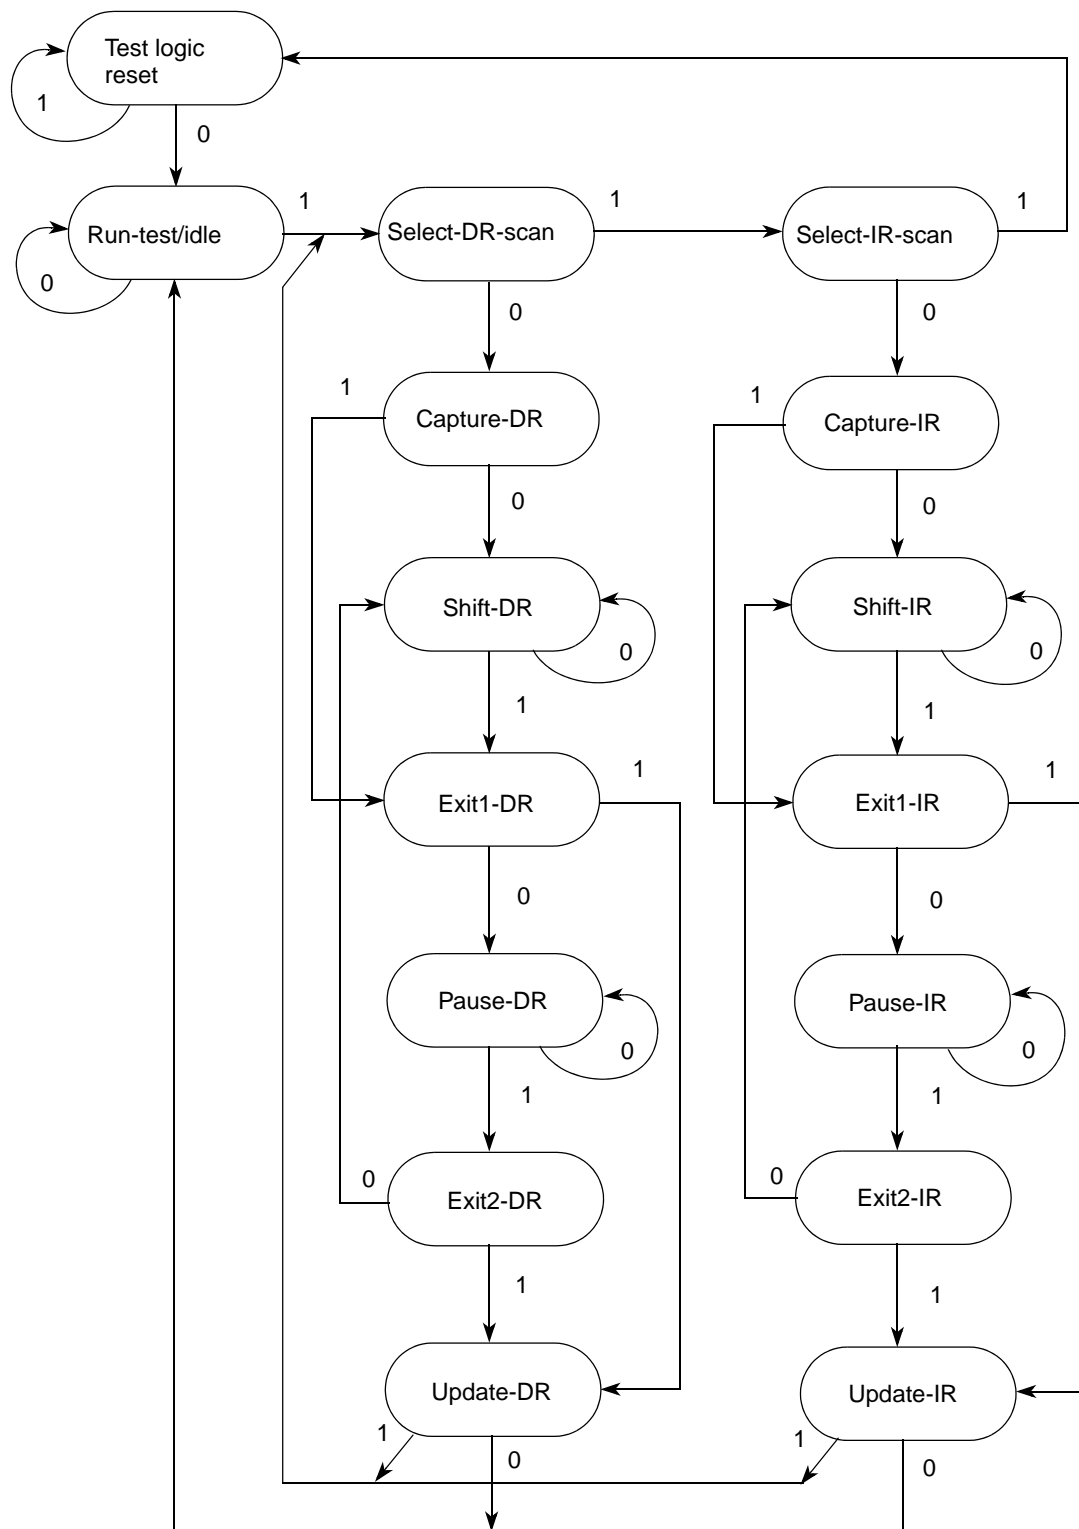 Test logic
reset
1
0
Run-test/idle
1
Select-DR-scan
1
Select-IR-scan
1
0
0
0
1
Capture-DR
1
Capture-IR
0
0
Shift-DR
0
Shift-IR
0
1
1
Exit1-DR
1
Exit1-IR
1
0
0
Pause-DR
0
Pause-IR
0
1
1
0
Exit2-DR
0
Exit2-IR
1
1
Update-DR
Update-IR
1
0
1
0